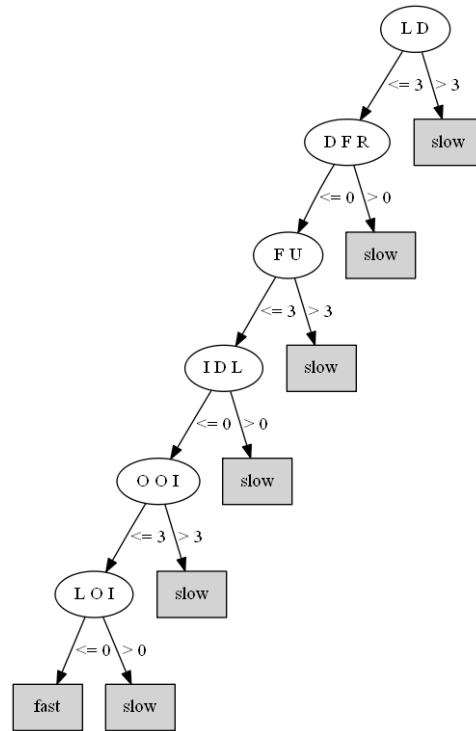 L D
<= 3
> 3
D F R
slow
<= 0
> 0
F U
slow
<= 3
> 3
I D L
slow
<= 0
> 0
O O I
slow
<= 3
> 3
L O I
slow
<= 0
> 0
fast
slow